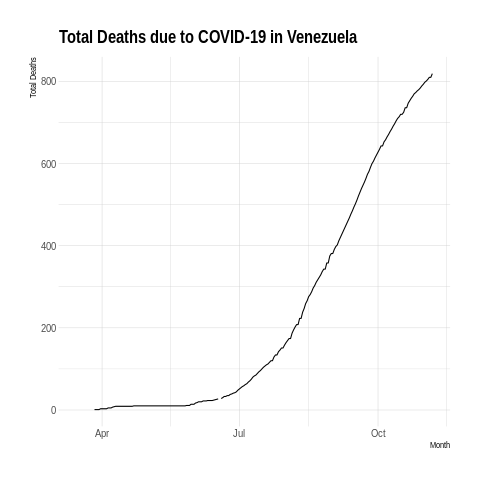 Total Deaths due to COVID-19 in Venezuela
Total Deaths
800
600
400
200
0
Apr
Jul
Oct
Month